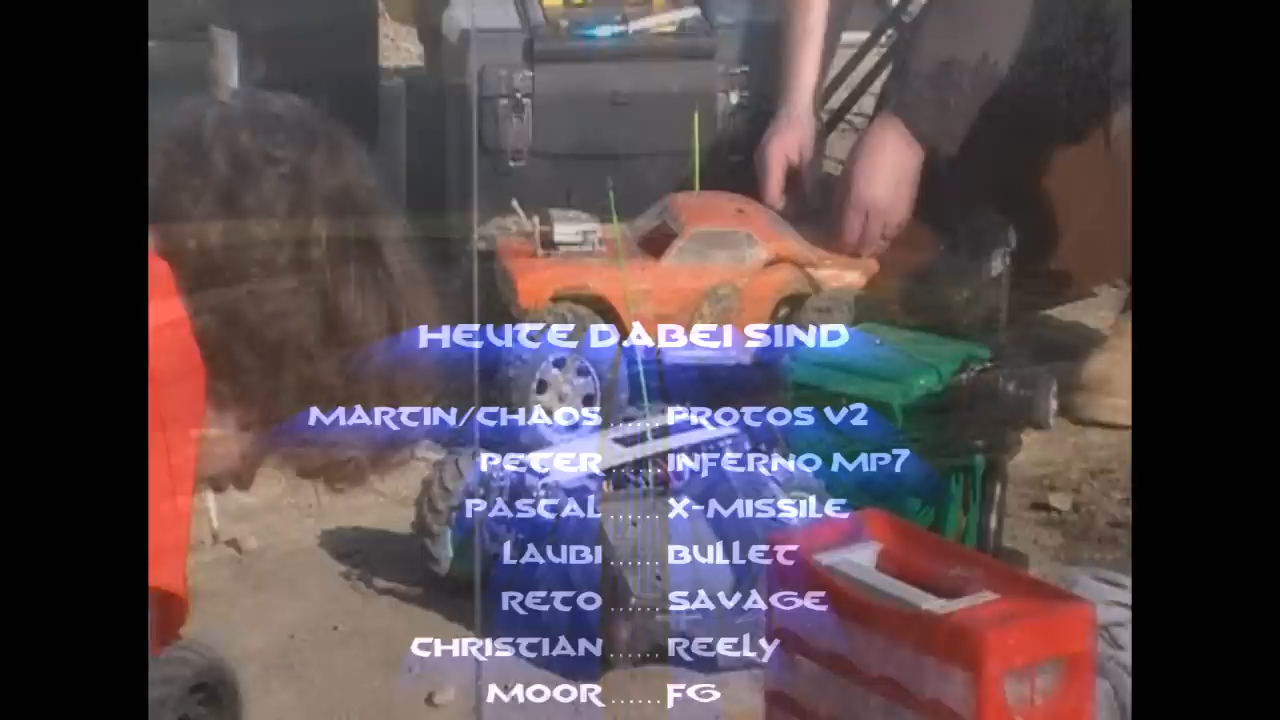 HEUTE DABEI SIND
MARTIN/CHAOS ...... PROTOS V2
PETER ...... INFERNO MP7
PASCAL ...... X-MISSILE
LAUBI ...... BULLET
RETO ...... SAVAGE
CHRISTIAN ...... REELY
MOOR ...... FG